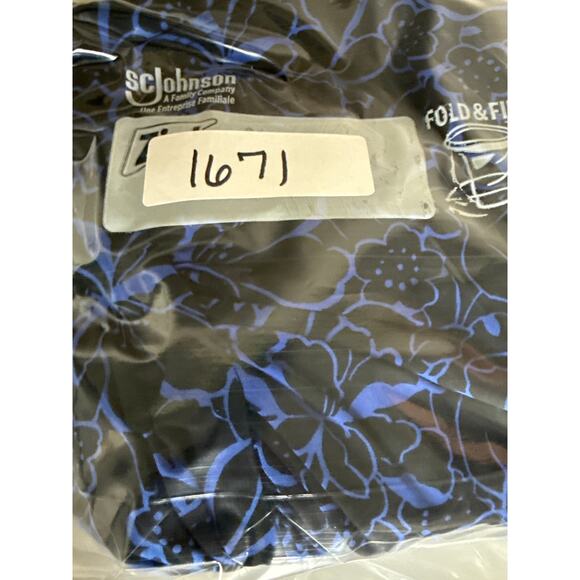 SCJohnson
A Family Company
Une Entreprise Familiale
FOLD & FI
1671